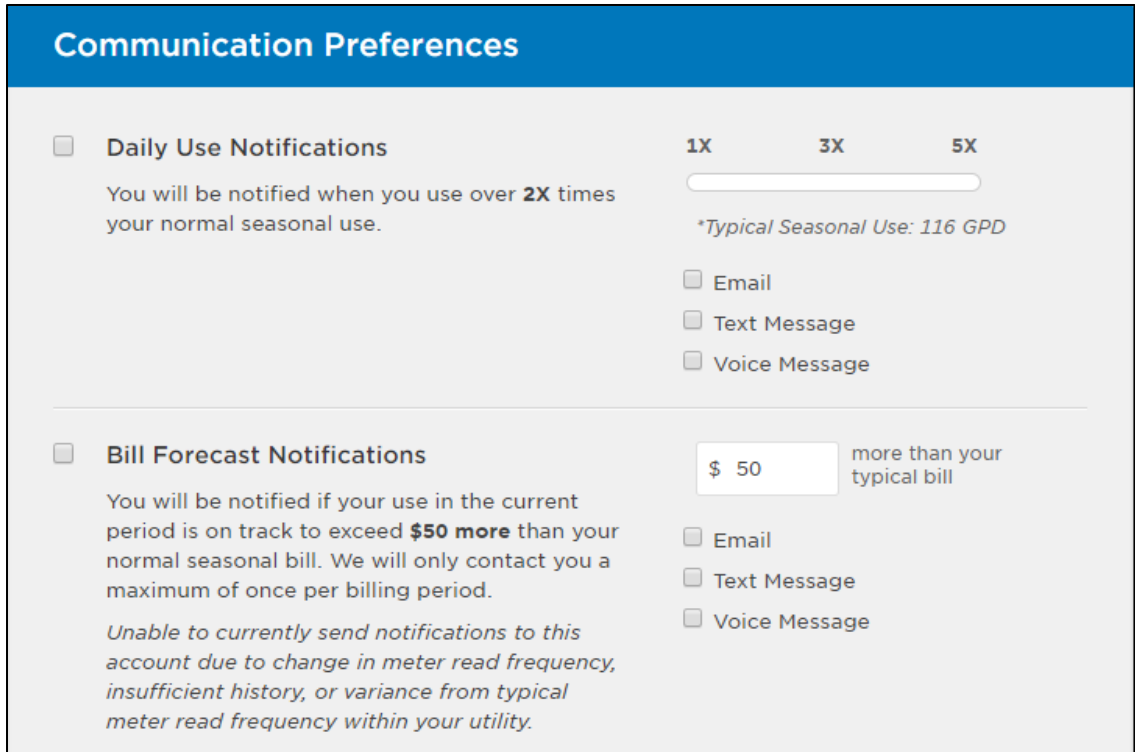 Communication Preferences
Daily Use Notifications
You will be notified when you use over 2X times
your normal seasonal use.
1X 3X 5X
*Typical Seasonal Use: 116 GPD
Email
Text Message
Voice Message
Bill Forecast Notifications
You will be notified if your use in the current
period is on track to exceed $50 more than your
normal seasonal bill. We will only contact you a
maximum of once per billing period.
Unable to currently send notifications to this
account due to change in meter read frequency,
insufficient history, or variance from typical
meter read frequency within your utility.
$ 50
more than your
typical bill
Email
Text Message
Voice Message